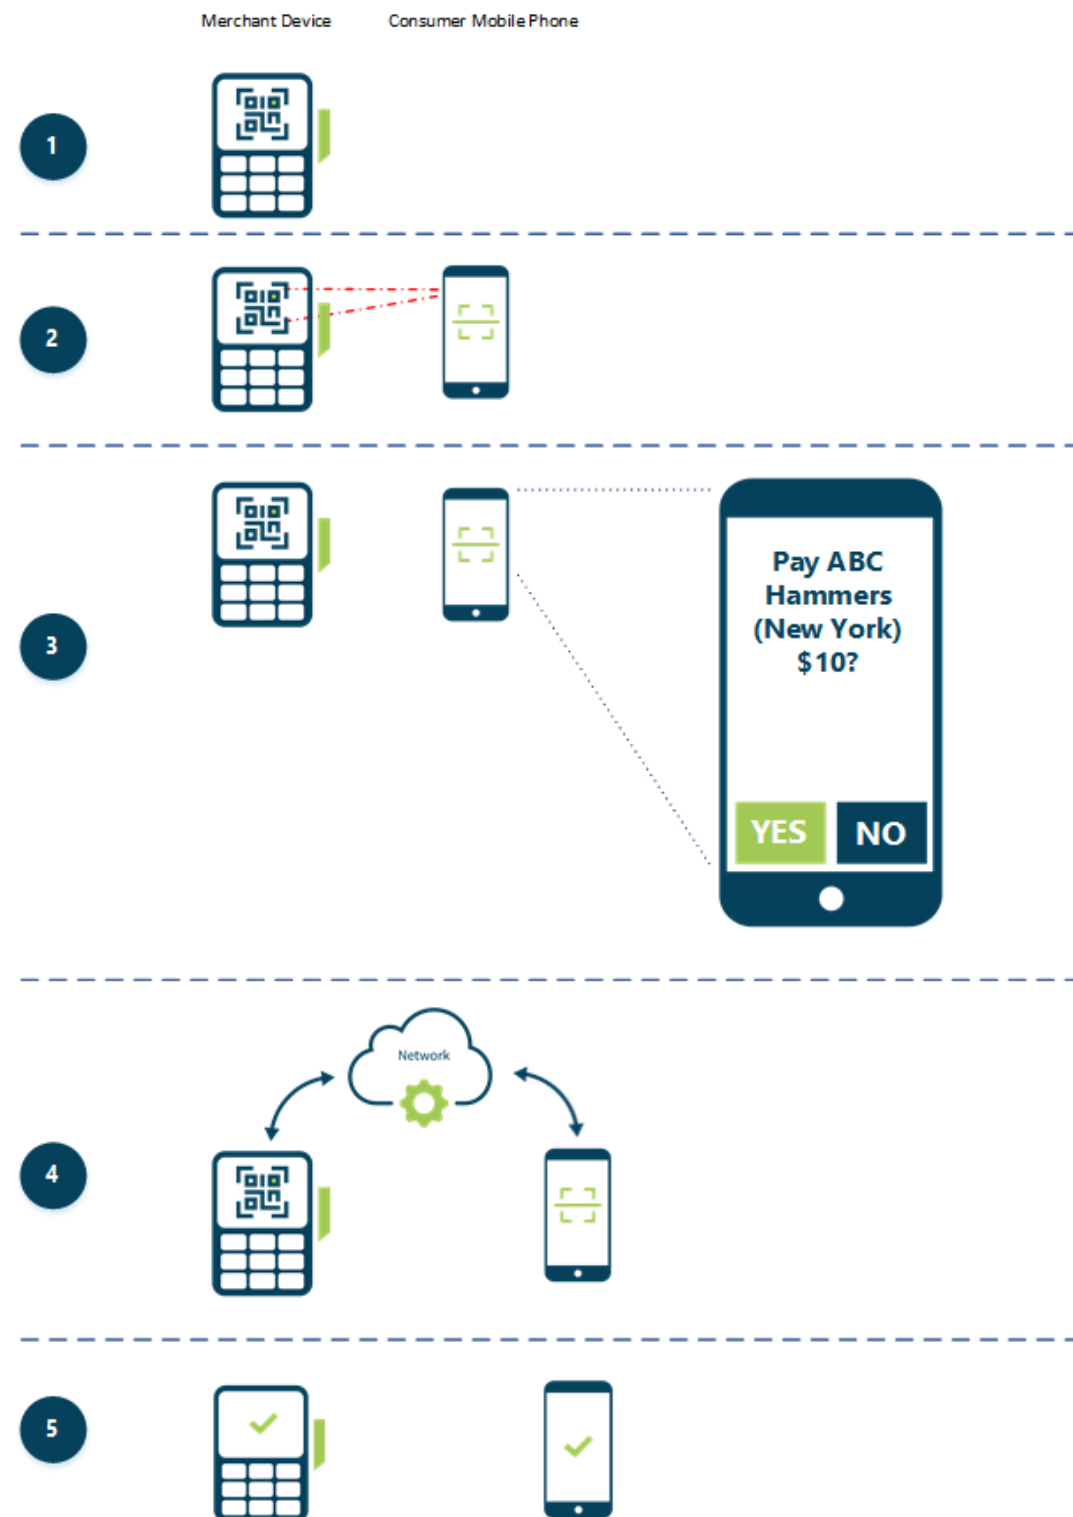 Merchant Device
Consumer Mobile Phone
1
2
3
Pay ABC
Hammers
(New York)
$10?
YES
NO
4
Network
5